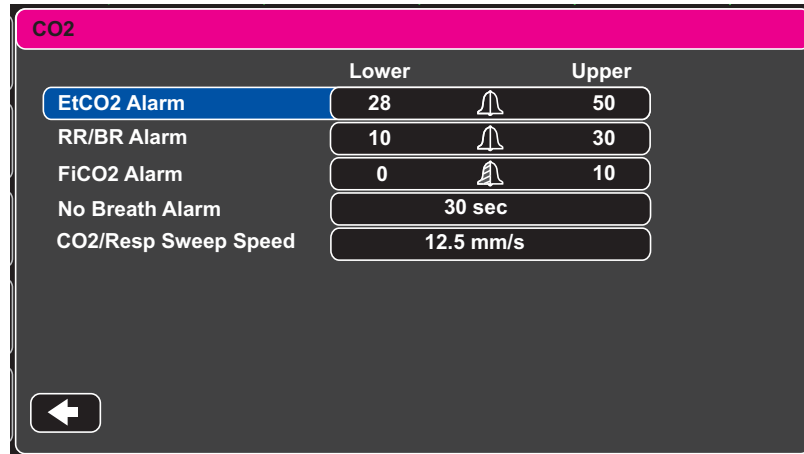 CO2
Lower Upper
EtCO2 Alarm 28 50
RR/BR Alarm 10 30
FiCO2 Alarm 0 10
No Breath Alarm 30 sec
CO2/Resp Sweep Speed 12.5 mm/s